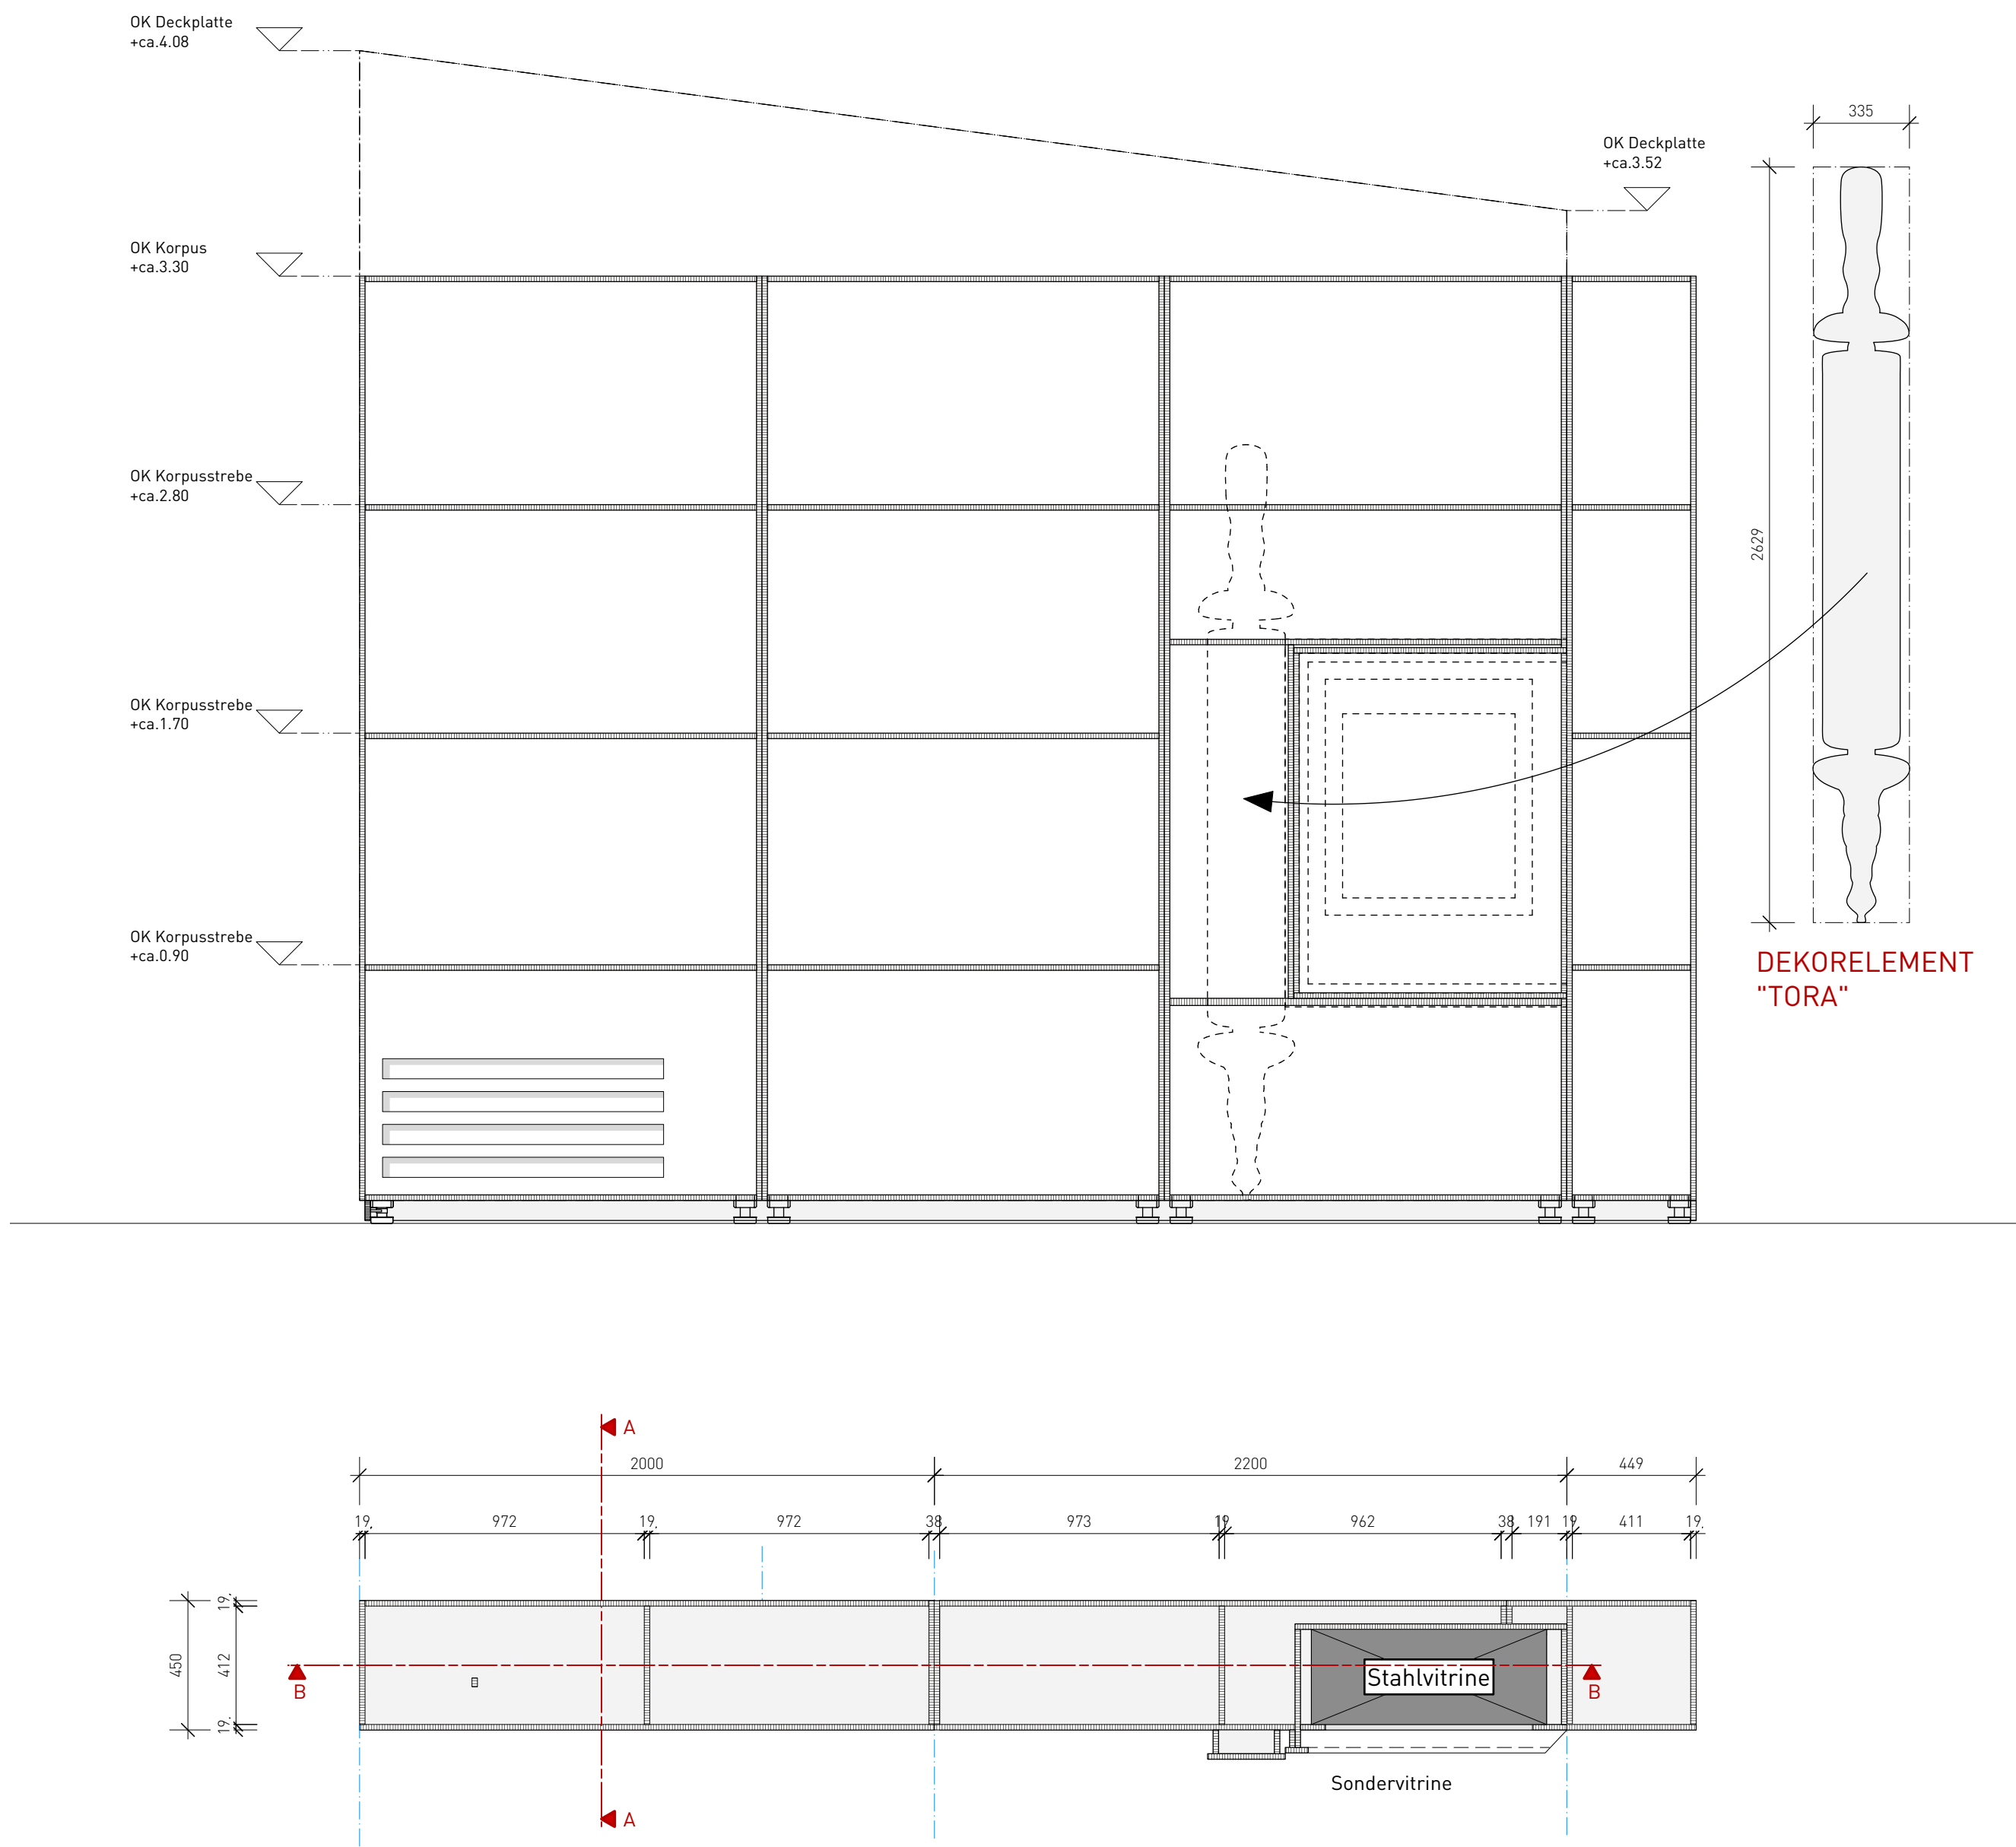 OK Deckplatte
+ca.4.08
335
OK Deckplatte
+ca.3.52
OK Korpus
+ca.3.30
OK Korpusstrebe
+ca.2.80
2629
OK Korpusstrebe
+ca.1.70
OK Korpusstrebe
+ca.0.90
DEKORELEMENT
"TORA"
A
2000 2200 449
19. 972 19. 972 38 973 19 962 38 191 19 411 19.
450 19. 412 19.
Stahlvitrine
B B
Sondervitrine
A